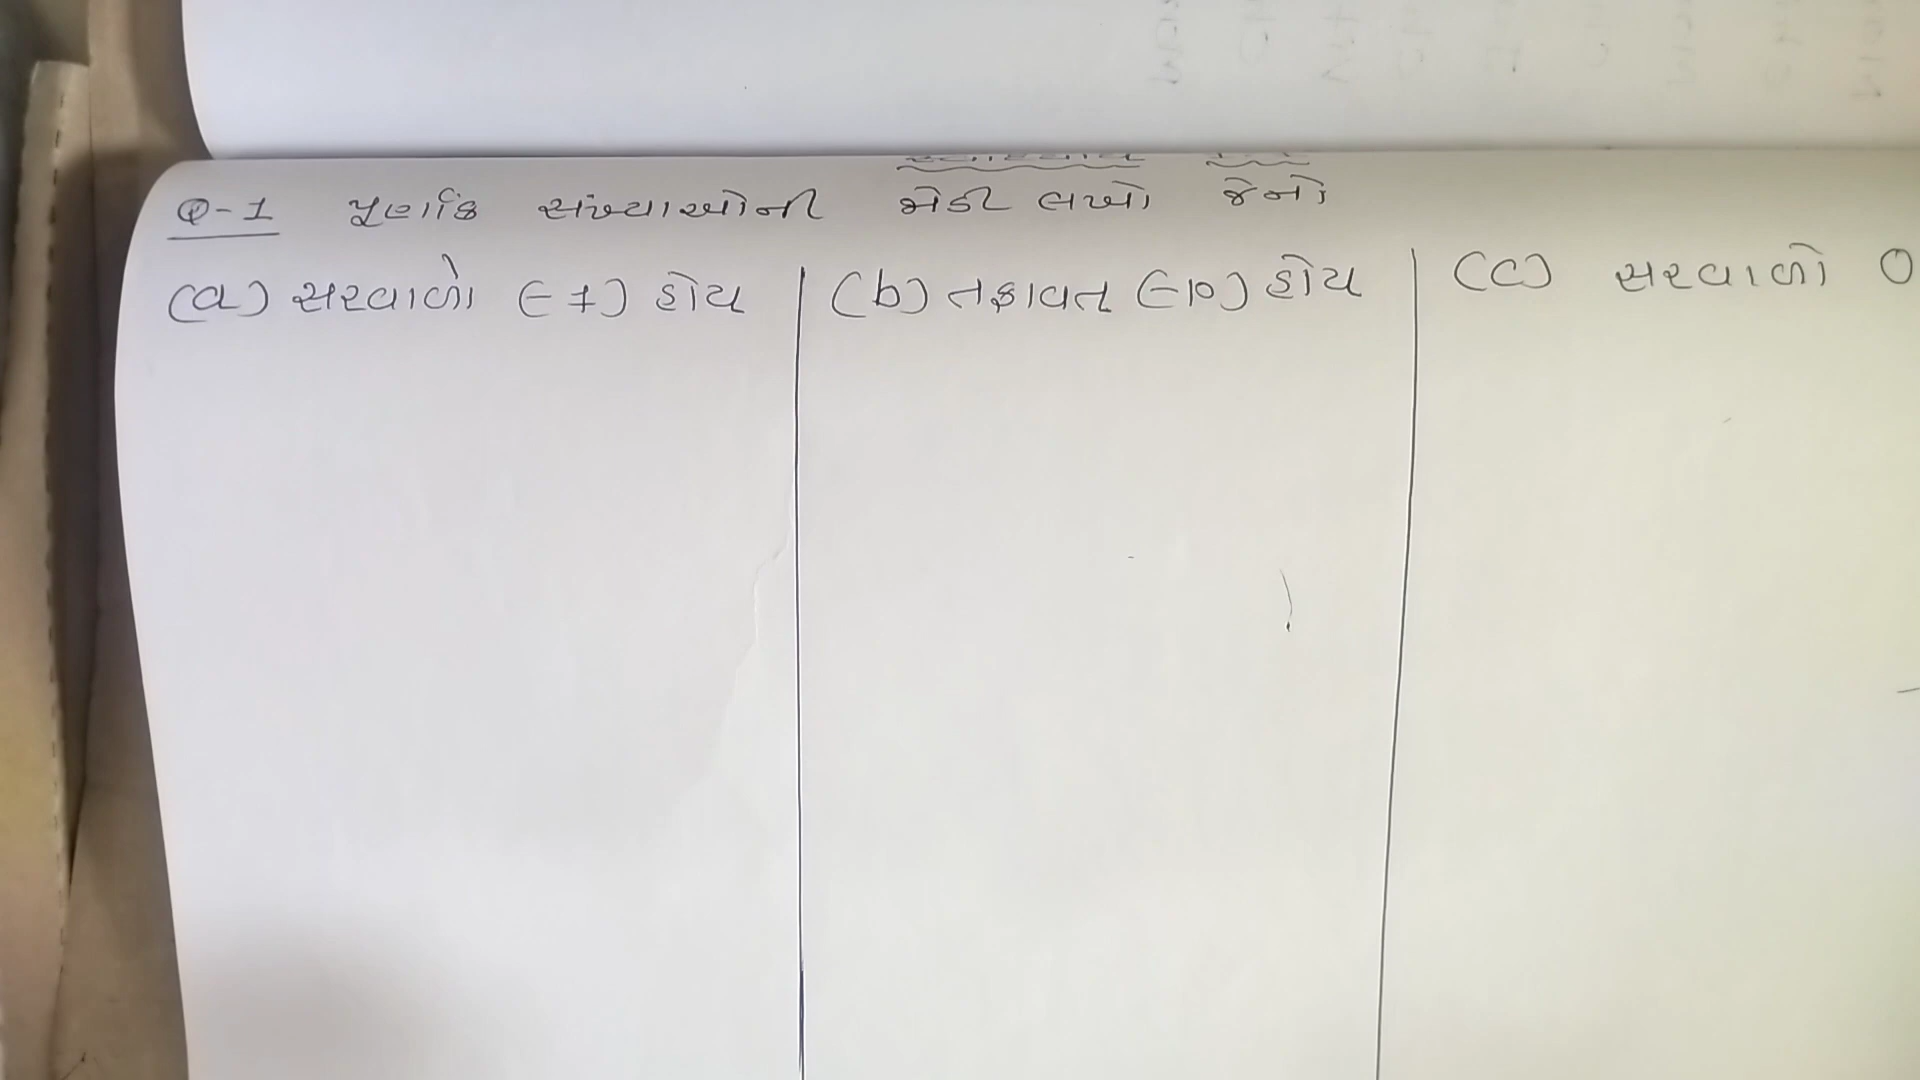 Q-1 પૂર્ણાંક સંખ્યાઓની જોડી લખો જેનો
(a) સરવાળો (-7) હોય (b) તફાવત (-10) હોય (c) સરવાળો 0